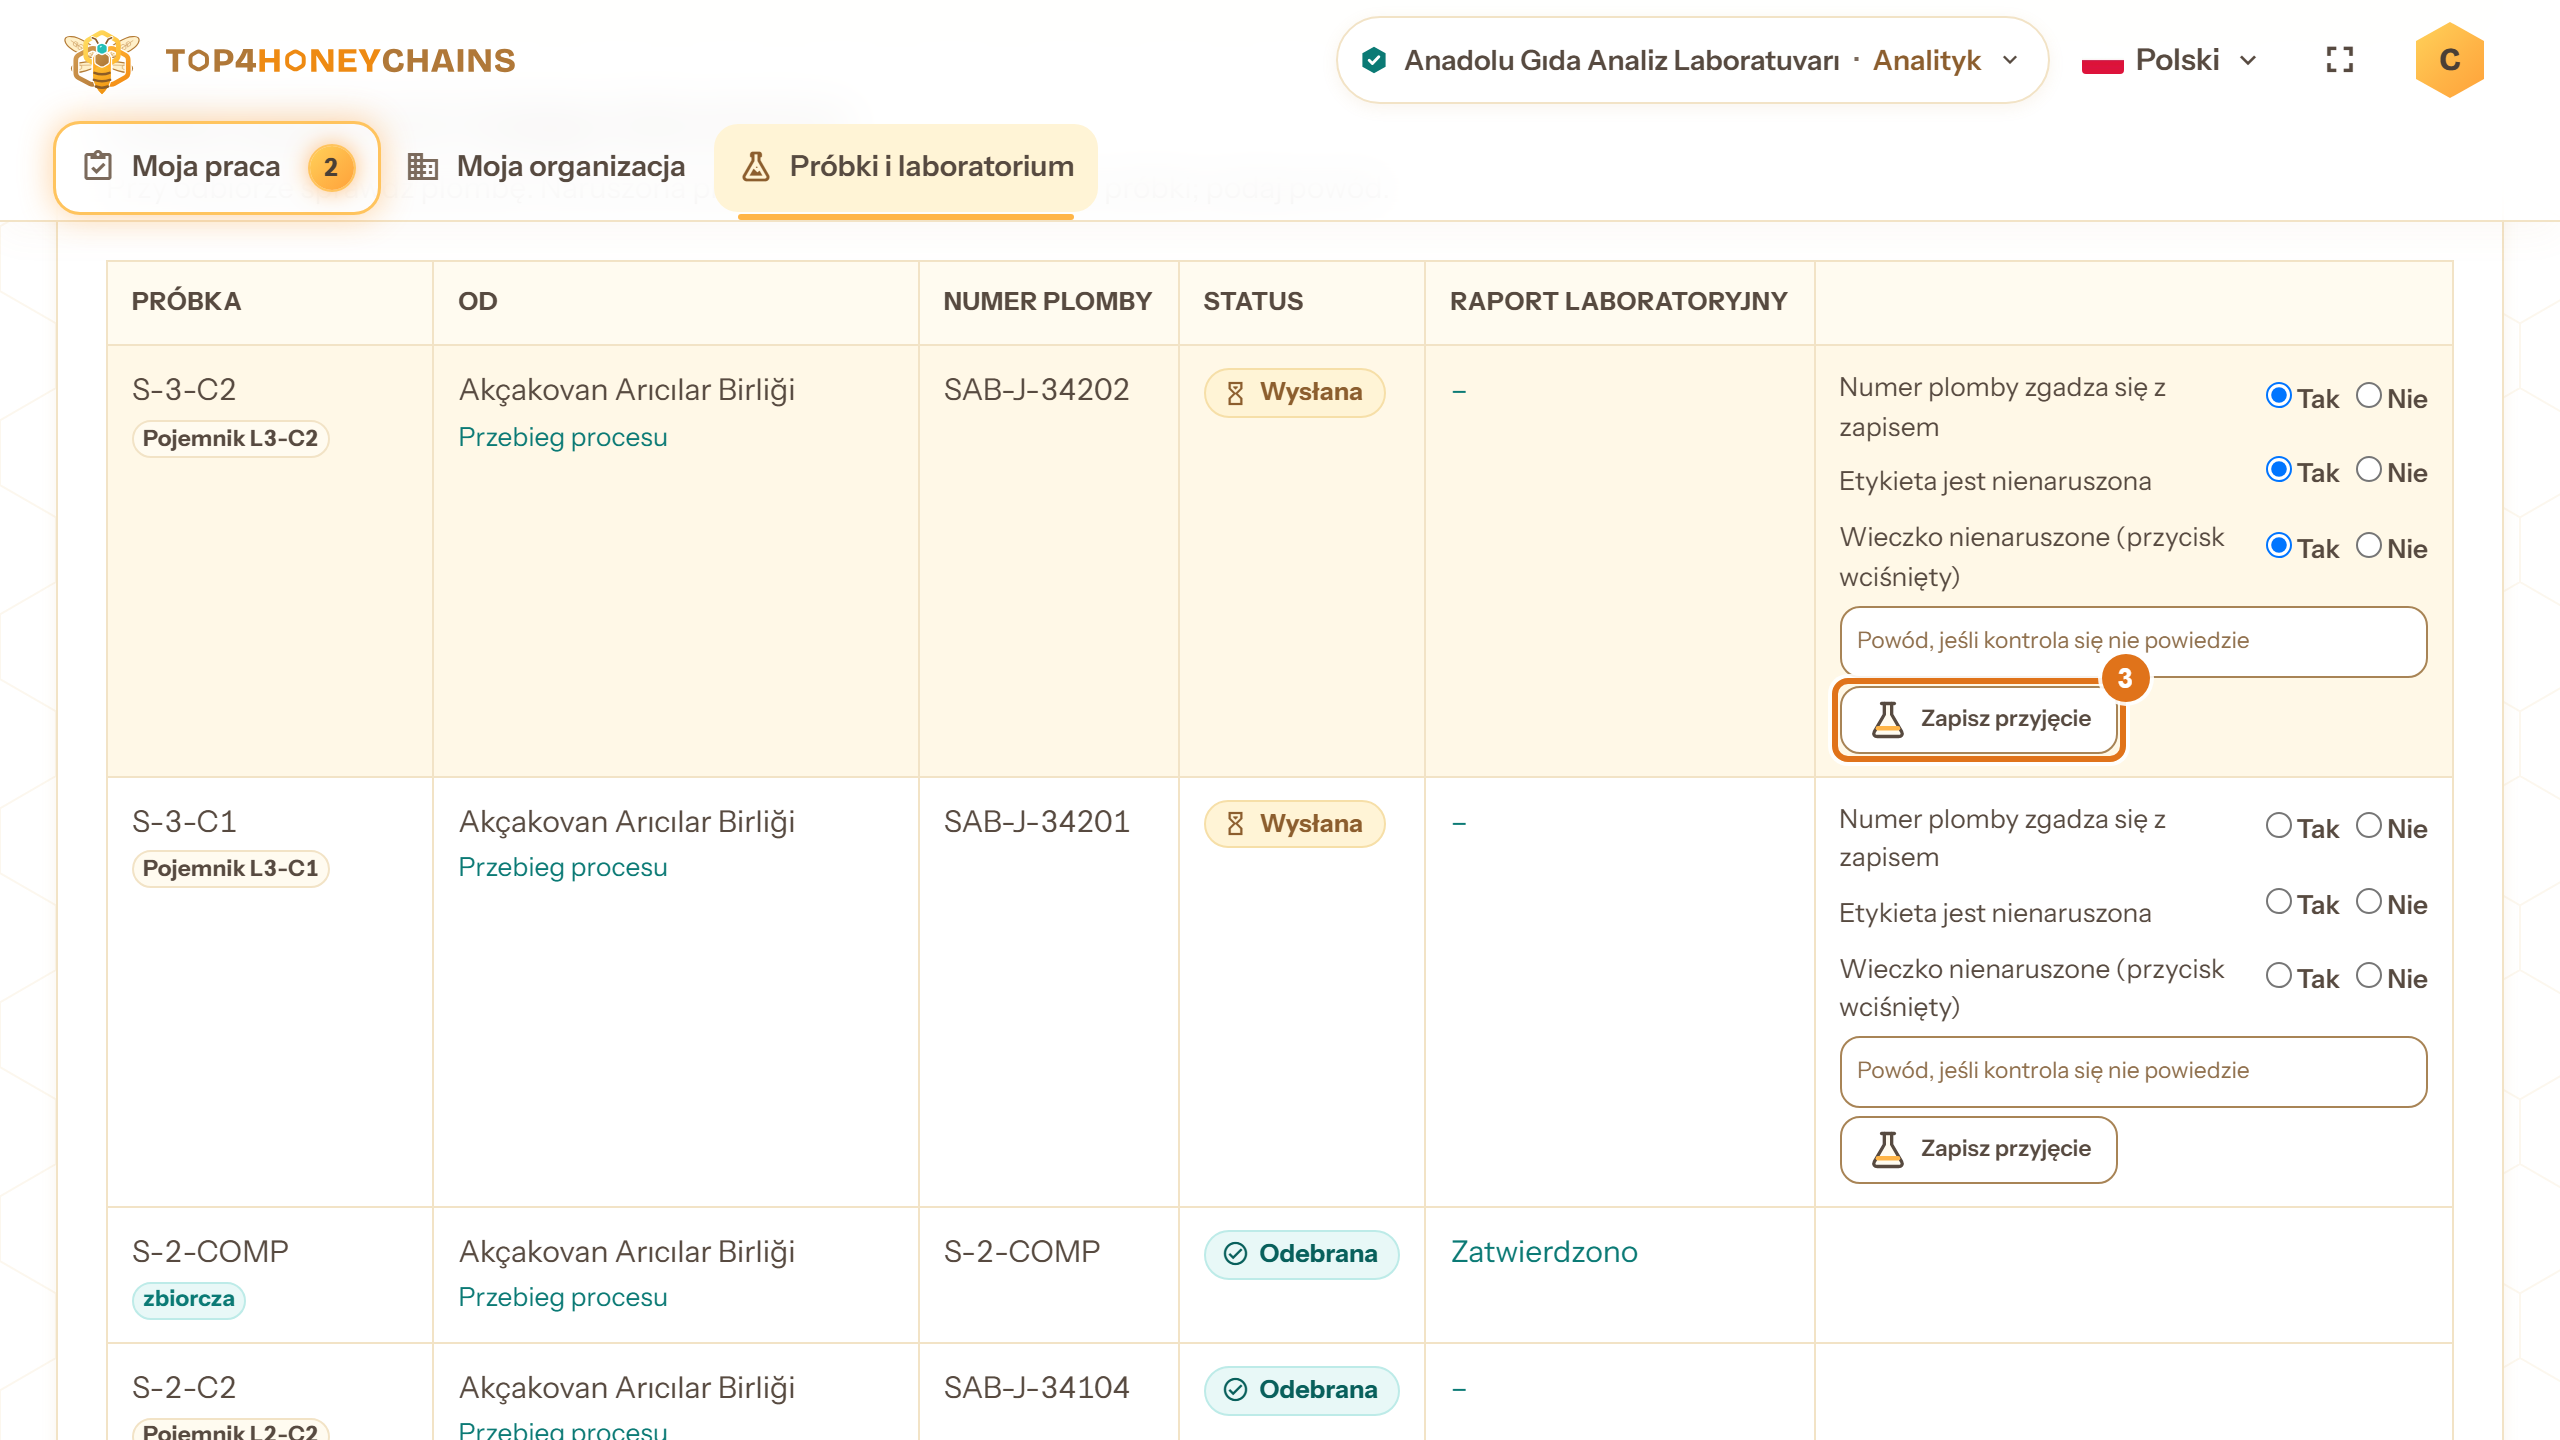 TOP4HONEYCHAINS
Anadolu Gıda Analiz Laboratuvarı · Analityk
Polski
C
Moja praca 2
Moja organizacja
Próbki i laboratorium
PRÓBKA OD NUMER PLOMBY STATUS RAPORT LABORATORYJNY
S-3-C2 Akçakovan Arıcılar Birliği SAB-J-34202 Wysłana –
Pojemnik L3-C2 Przebieg procesu
Numer plomby zgadza się z
zapisem
Tak Nie
Etykieta jest nienaruszona
Tak Nie
Wieczko nienaruszone (przycisk
wciśnięty)
Tak Nie
Powód, jeśli kontrola się nie powiedzie
3
Zapisz przyjęcie
S-3-C1 Akçakovan Arıcılar Birliği SAB-J-34201 Wysłana –
Pojemnik L3-C1 Przebieg procesu
Numer plomby zgadza się z
zapisem
Tak Nie
Etykieta jest nienaruszona
Tak Nie
Wieczko nienaruszone (przycisk
wciśnięty)
Tak Nie
Powód, jeśli kontrola się nie powiedzie
Zapisz przyjęcie
S-2-COMP Akçakovan Arıcılar Birliği S-2-COMP Odebrana Zatwierdzono
zbiorcza Przebieg procesu
S-2-C2 Akçakovan Arıcılar Birliği SAB-J-34104 Odebrana –
Pojemnik L2-C2 Przebieg procesu